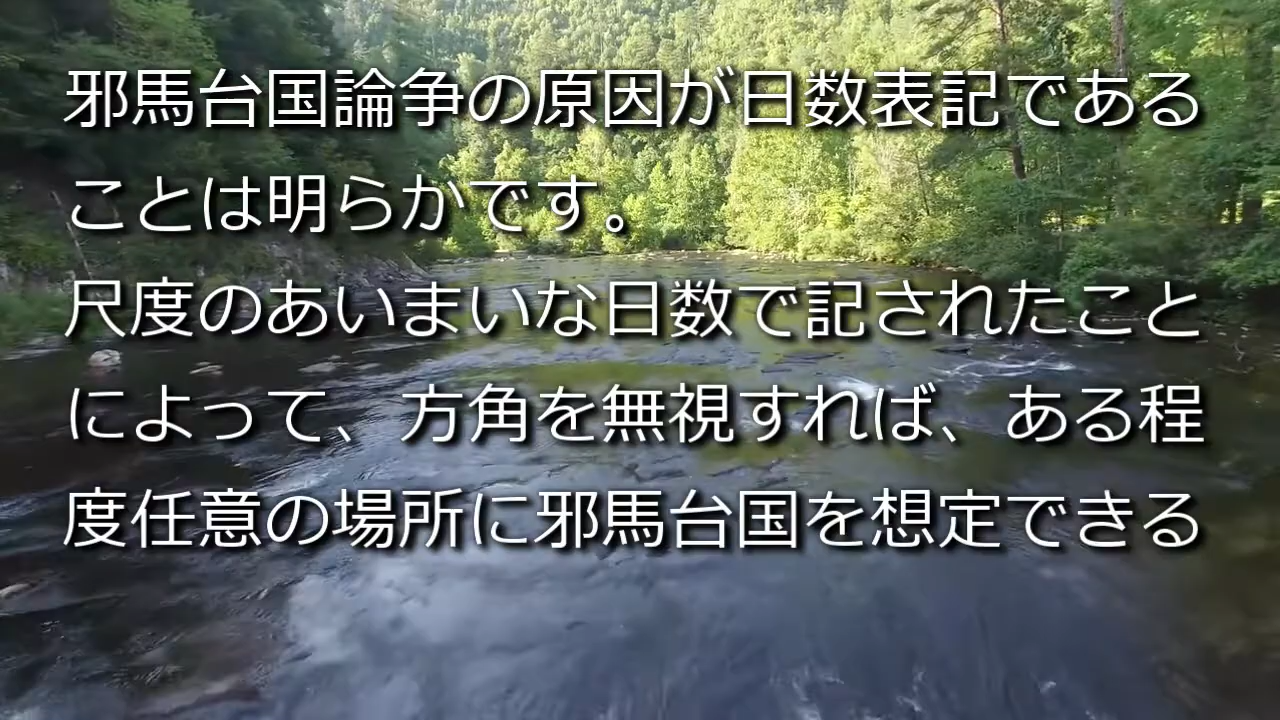 邪馬台国論争の原因が日数表記である
ことは明らかです。
尺度のあいまいな日数で記されたこと
によって、方角を無視すれば、ある程
度任意の場所に邪馬台国を想定できる